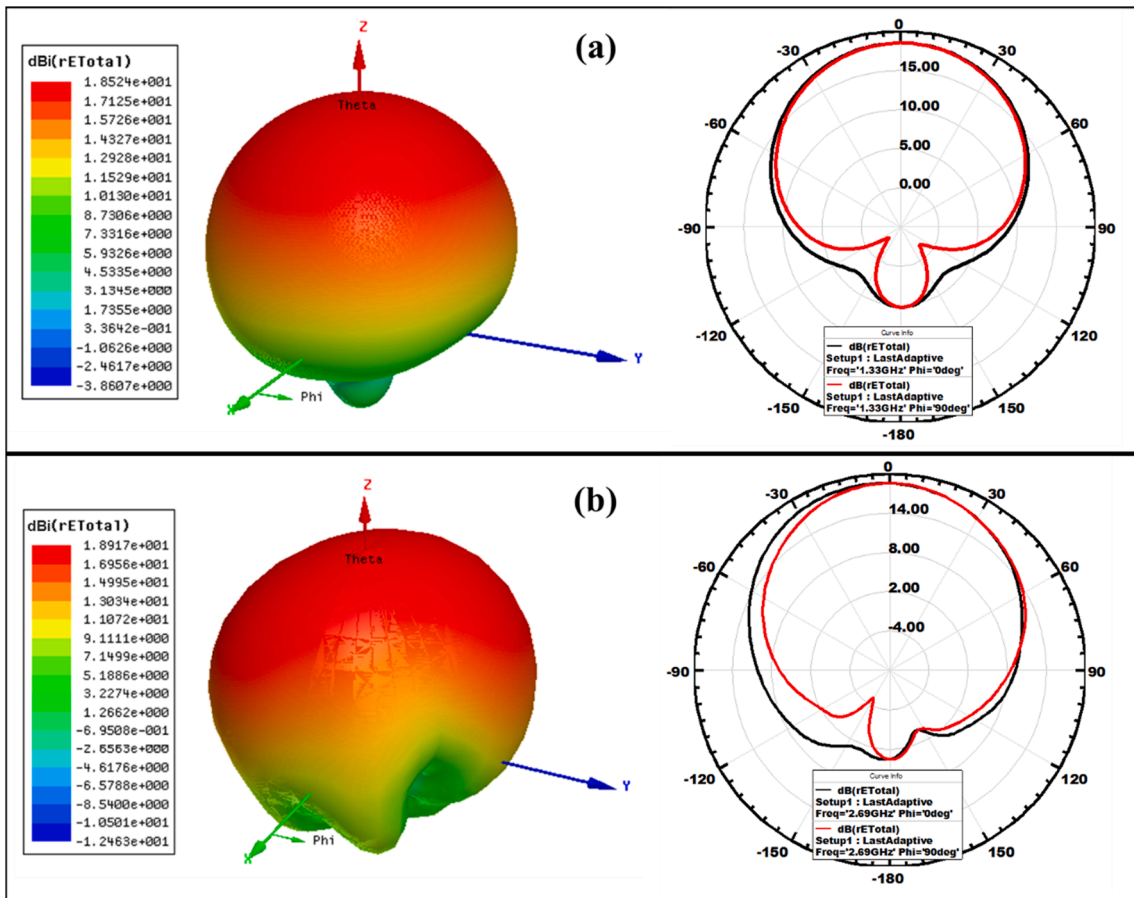 (a)
dBi(rETotal)
1.8524e+001
1.7125e+001
1.5726e+001
1.4327e+001
1.2928e+001
1.1529e+001
1.0130e+001
8.7306e+000
7.3316e+000
5.9326e+000
4.5335e+000
3.1345e+000
1.7355e+000
3.3642e-001
-1.0626e+000
-2.4617e+000
-3.8607e+000
Z
Theta
Y
X
Phi
0
-30
30
15.00
10.00
-60
60
5.00
0.00
-90
90
-120
120
-150
150
-180
Curve Info
dB(rETotal)
Setup1 : LastAdaptive
Freq='1.33GHz' Phi='0deg'
dB(rETotal)
Setup1 : LastAdaptive
Freq='1.33GHz' Phi='90deg'
(b)
dBi(rETotal)
1.8917e+001
1.6956e+001
1.4995e+001
1.3034e+001
1.1072e+001
9.1111e+000
7.1499e+000
5.1886e+000
3.2274e+000
1.2662e+000
-6.9508e-001
-2.6563e+000
-4.6176e+000
-6.5788e+000
-8.5400e+000
-1.0501e+001
-1.2463e+001
Z
Theta
Y
X
Phi
0
-30
30
14.00
8.00
-60
60
2.00
-4.00
-90
90
-120
120
-150
150
-180
Curve Info
dB(rETotal)
Setup1 : LastAdaptive
Freq='2.69GHz' Phi='0deg'
dB(rETotal)
Setup1 : LastAdaptive
Freq='2.69GHz' Phi='90deg'